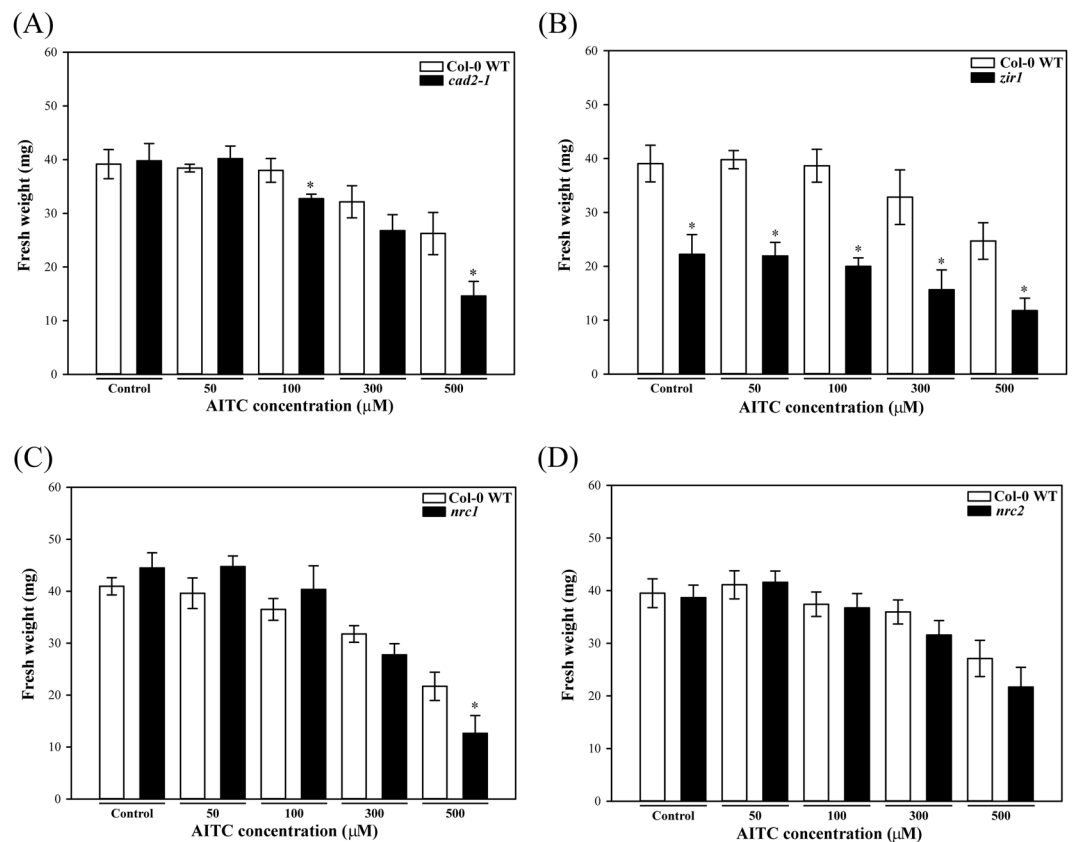 (A)
60
50
40
30
20
10
0
Fresh weight (mg)
Col-0 WT
cad2-1
*
*
Control 50 100 300 500
AITC concentration (μM)
(B)
60
50
40
30
20
10
0
Fresh weight (mg)
Col-0 WT
zir1
*
*
*
*
*
Control 50 100 300 500
AITC concentration (μM)
(C)
60
50
40
30
20
10
0
Fresh weight (mg)
Col-0 WT
nrc1
*
Control 50 100 300 500
AITC concentration (μM)
(D)
60
50
40
30
20
10
0
Fresh weight (mg)
Col-0 WT
nrc2
Control 50 100 300 500
AITC concentration (μM)